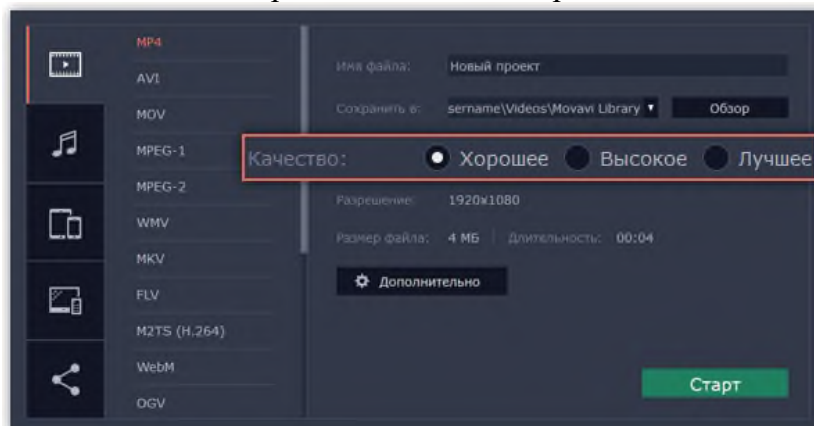 MP4
AVI
MOV
MPEG-1
MPEG-2
WMV
MKV
FLV
M2TS (H.264)
WebM
OGV
Имя файла: Новый проект
Сохранить в: sername\Videos\Movavi Library Обзор
Качество: Хорошее Высокое Лучшее
Разрешение: 1920x1080
Размер файла: 4 МБ Длительность: 00:04
Дополнительно
Старт